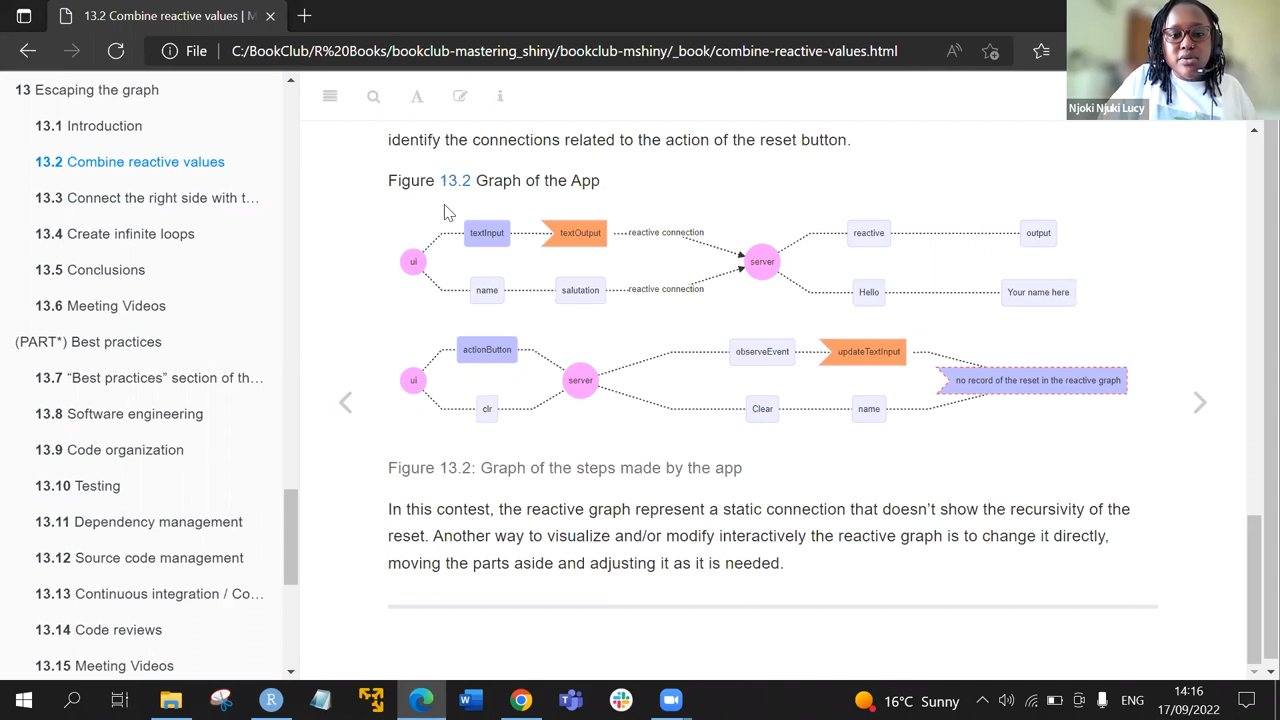 13.2 Combine reactive values | M
File
C:/BookClub/R%20Books/bookclub-mastering_shiny/bookclub-mshiny/_book/combine-reactive-values.html
Njoki Njuki Lucy
13 Escaping the graph
13.1 Introduction
13.2 Combine reactive values
13.3 Connect the right side with t...
13.4 Create infinite loops
13.5 Conclusions
13.6 Meeting Videos
(PART*) Best practices
13.7 “Best practices” section of th...
13.8 Software engineering
13.9 Code organization
13.10 Testing
13.11 Dependency management
13.12 Source code management
13.13 Continuous integration / Co...
13.14 Code reviews
13.15 Meeting Videos
identify the connections related to the action of the reset button.
Figure 13.2 Graph of the App
textInput
textOutput
reactive connection
reactive
output
ui
server
name
salutation
reactive connection
Hello
Your name here
actionButton
observeEvent
updateTextInput
ui
server
no record of the reset in the reactive graph
clr
Clear
name
Figure 13.2: Graph of the steps made by the app
In this contest, the reactive graph represent a static connection that doesn't show the recursivity of the
reset. Another way to visualize and/or modify interactively the reactive graph is to change it directly,
moving the parts aside and adjusting it as it is needed.
16°C Sunny
ENG
14:16
17/09/2022